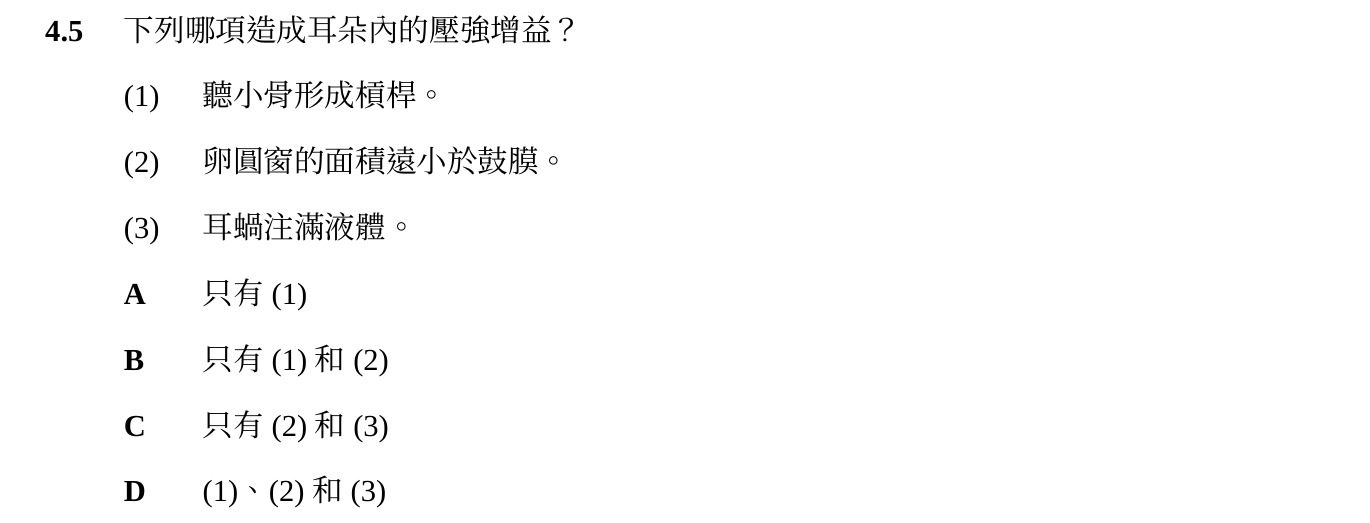 4.5 下列哪項造成耳朵內的壓強增益？
(1) 聽小骨形成槓桿。
(2) 卵圓窗的面積遠小於鼓膜。
(3) 耳蝸注滿液體。
A 只有 (1)
B 只有 (1) 和 (2)
C 只有 (2) 和 (3)
D (1)、(2) 和 (3)